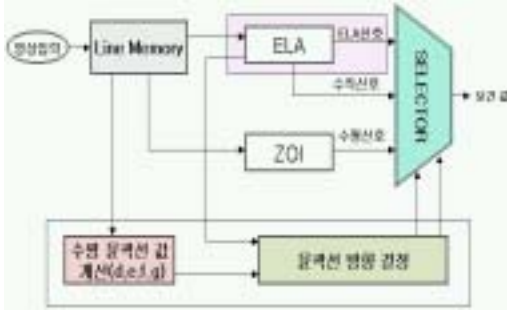 영상입력
Line Memory
ELA
ELA신호
수직신호
SELECTOR
보간 값
ZOI
수평신호
수평 윤곽선 값
계산(d,e,f,g)
윤곽선 방향 결정